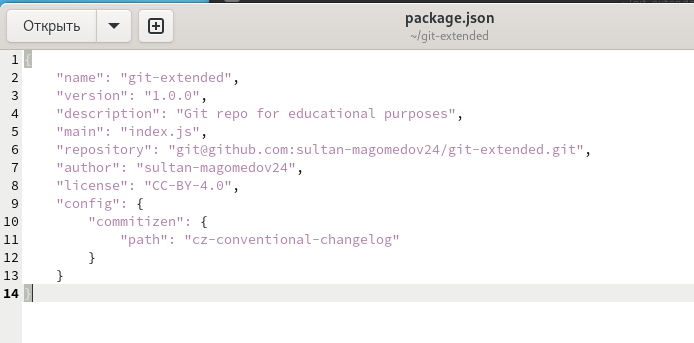 Открыть
package.json
~/git-extended
1 {
2     "name": "git-extended",
3     "version": "1.0.0",
4     "description": "Git repo for educational purposes",
5     "main": "index.js",
6     "repository": "git@github.com:sultan-magomedov24/git-extended.git",
7     "author": "sultan-magomedov24",
8     "license": "CC-BY-4.0",
9     "config": {
10         "commitizen": {
11             "path": "cz-conventional-changelog"
12         }
13     }
14 }